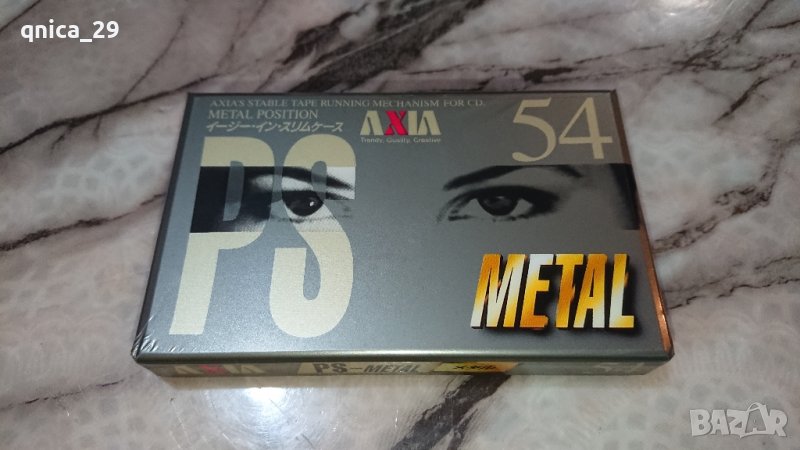 qnica_29
AXIA'S STABLE TAPE RUNNING MECHANISM FOR CD.
METAL POSITION
イージー・イン・スリムケース
AXIA
Trendy, Quality, Creative
54
PS
METAL
AXIA
PS-METAL
BAZAR